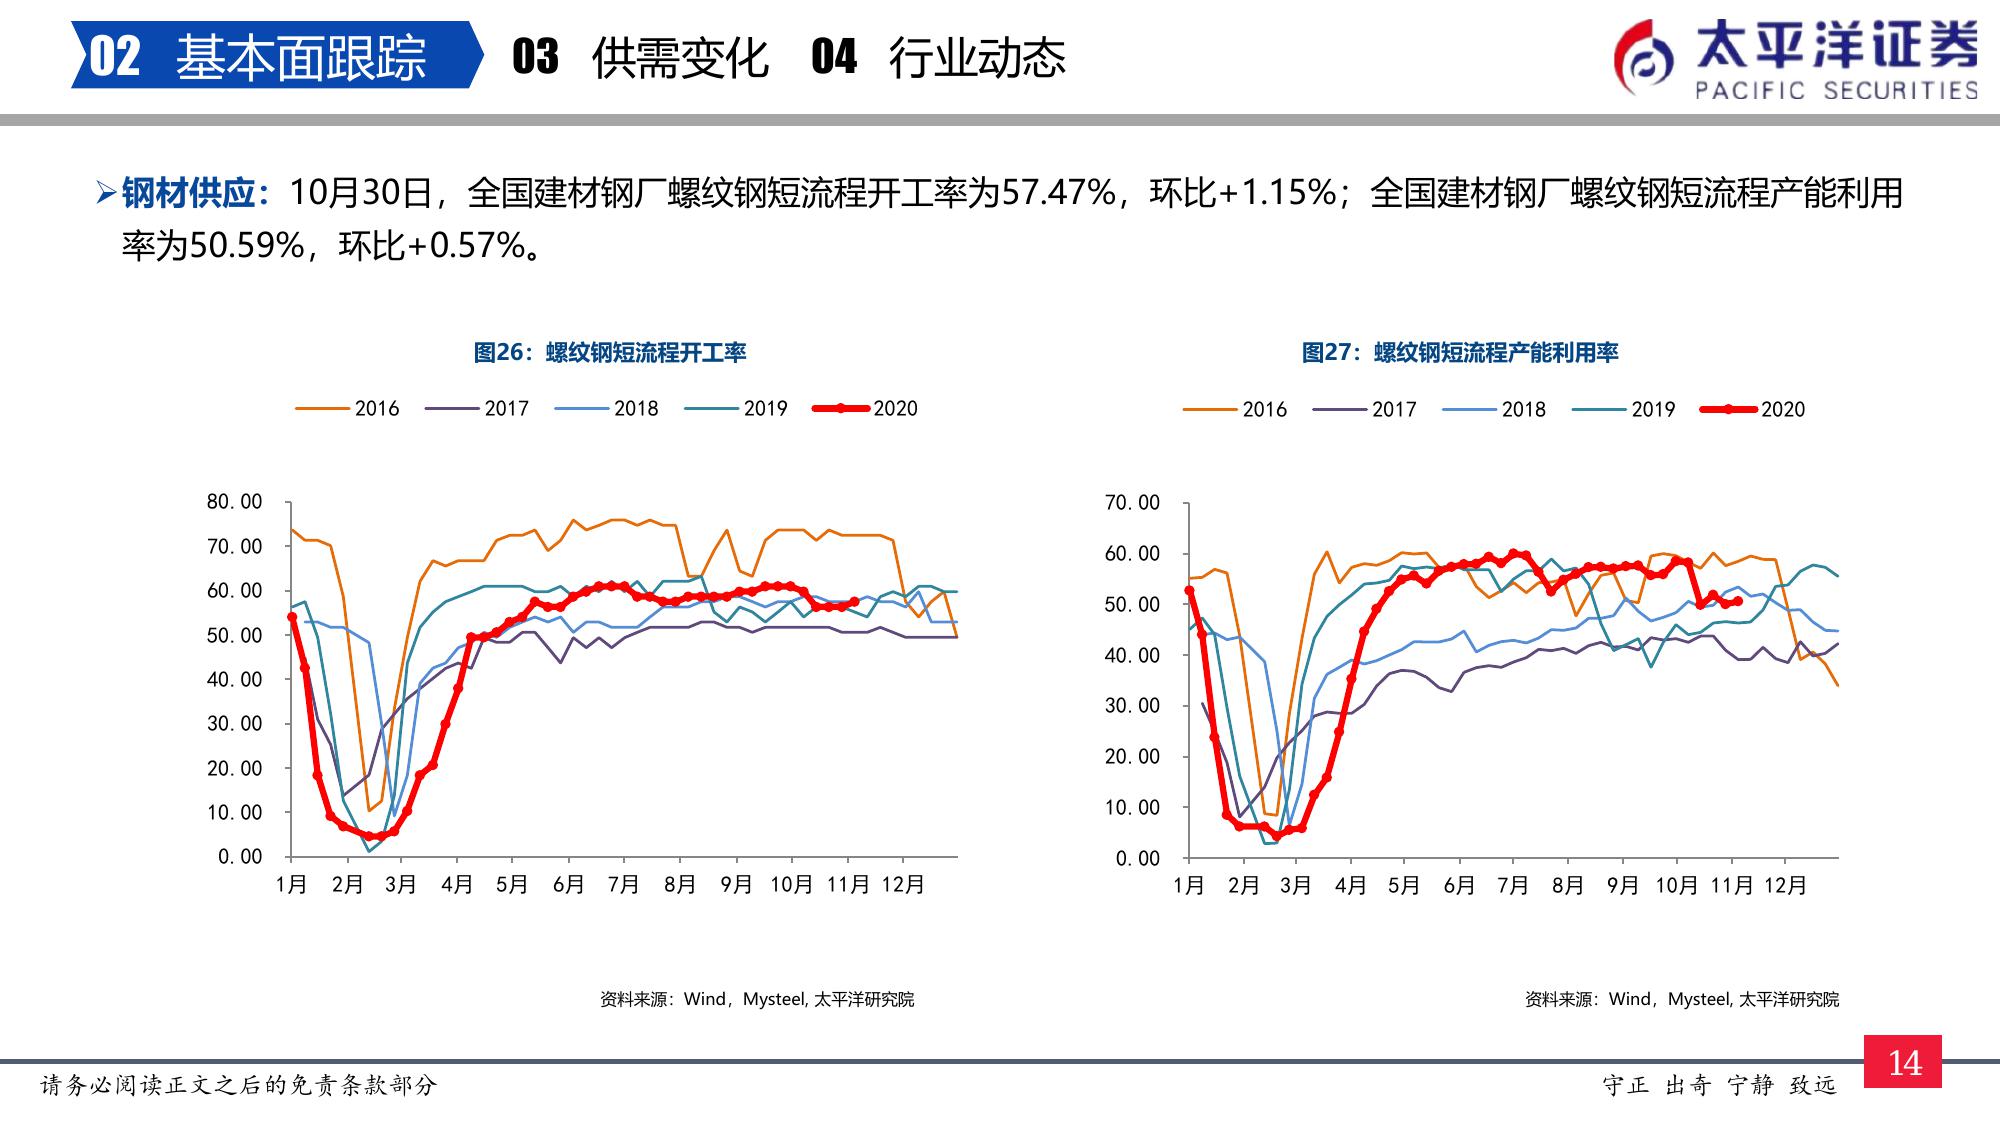 02 基本面跟踪 03 供需变化 04 行业动态
太平洋证券
PACIFIC SECURITIES
➢钢材供应：10月30日，全国建材钢厂螺纹钢短流程开工率为57.47%，环比+1.15%；全国建材钢厂螺纹钢短流程产能利用
率为50.59%，环比+0.57%。
图26：螺纹钢短流程开工率
2016 2017 2018 2019 2020
80.00
70.00
60.00
50.00
40.00
30.00
20.00
10.00
0.00
1月 2月 3月 4月 5月 6月 7月 8月 9月 10月 11月 12月
资料来源：Wind，Mysteel, 太平洋研究院
图27：螺纹钢短流程产能利用率
2016 2017 2018 2019 2020
70.00
60.00
50.00
40.00
30.00
20.00
10.00
0.00
1月 2月 3月 4月 5月 6月 7月 8月 9月 10月 11月 12月
资料来源：Wind，Mysteel, 太平洋研究院
请务必阅读正文之后的免责条款部分
守正 出奇 宁静 致远
14